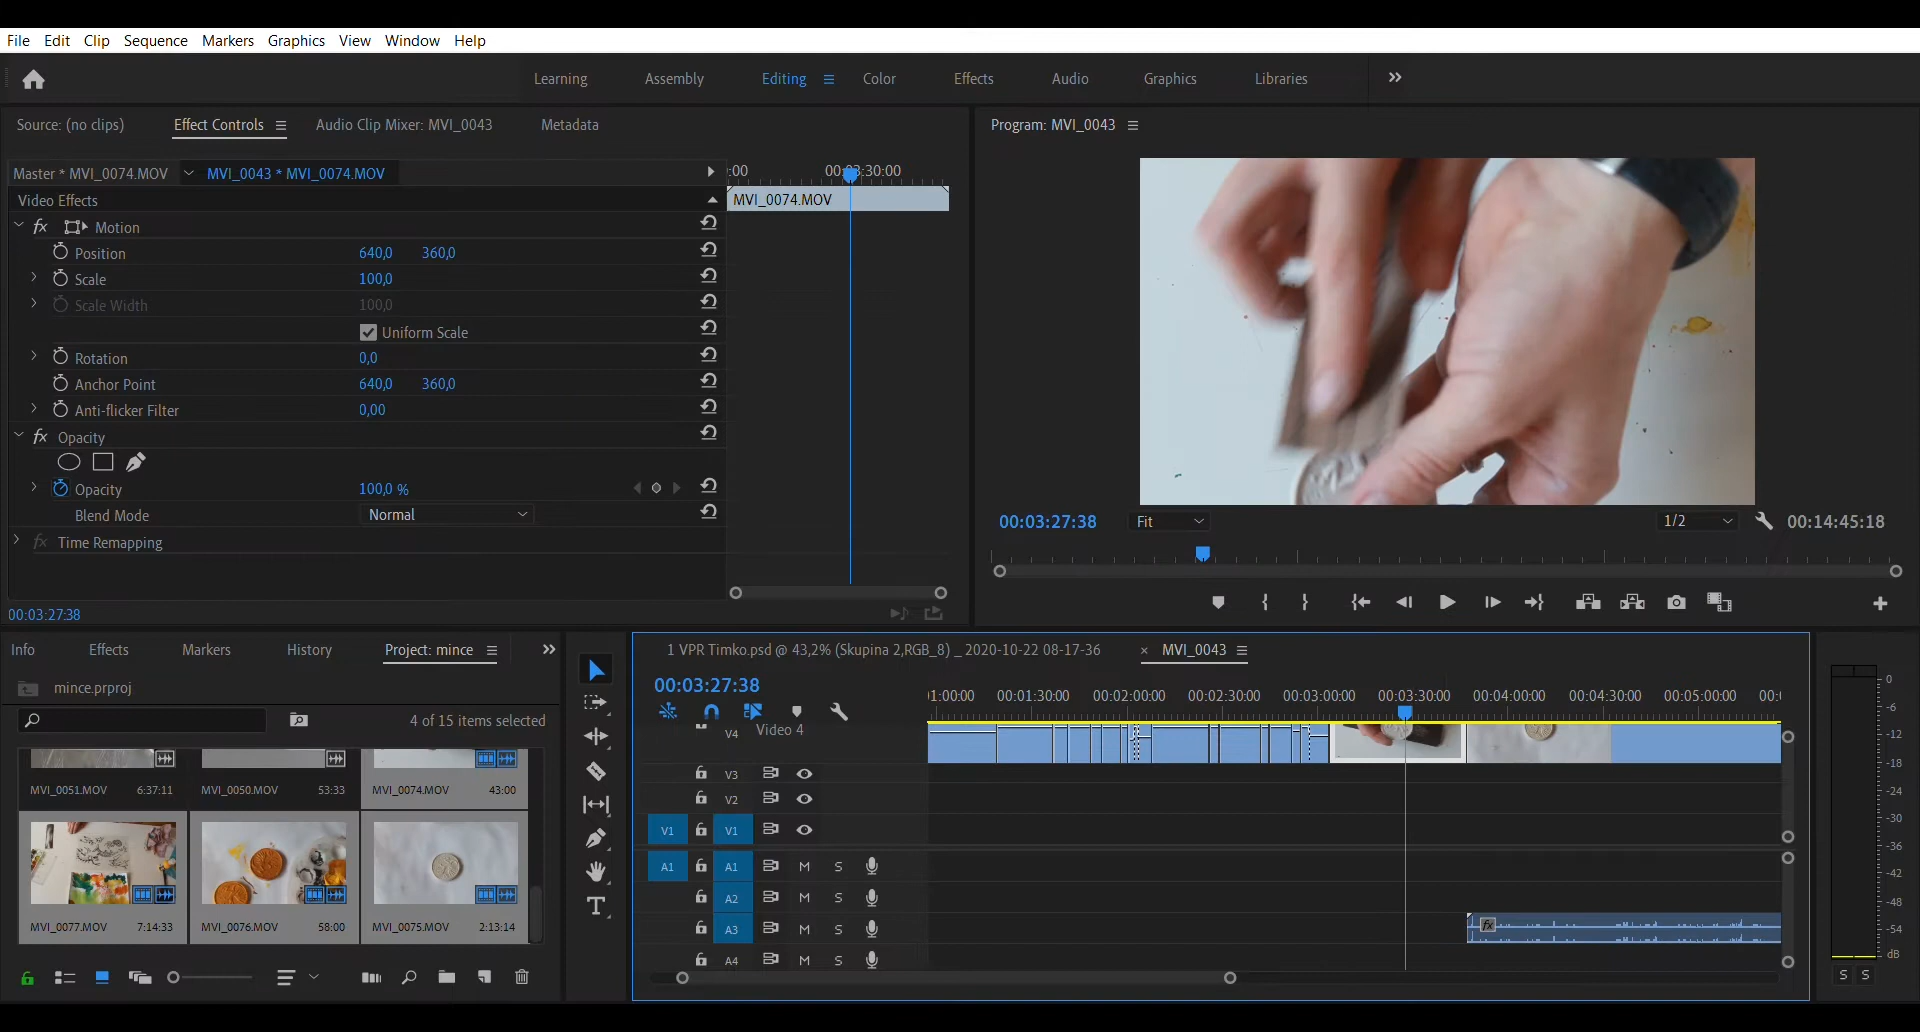 File Edit Clip Sequence Markers Graphics View Window Help
Learning Assembly Editing Color Effects Audio Graphics Libraries
Source: (no clips) Effect Controls Audio Clip Mixer: MVI_0043 Metadata
Program: MVI_0043
Master * MVI_0074.MOV MVI_0043 * MVI_0074.MOV
:00 00:03:30:00
Video Effects
MVI_0074.MOV
fx Motion
Position 640,0 360,0
Scale 100,0
Scale Width 100,0
Uniform Scale
Rotation 0,0
Anchor Point 640,0 360,0
Anti-flicker Filter 0,00
fx Opacity
Opacity 100,0 %
Blend Mode Normal
fx Time Remapping
00:03:27:38
00:03:27:38 Fit 1/2 00:14:45:18
Info Effects Markers History Project: mince
mince.prproj
4 of 15 items selected
MVI_0051.MOV 6:37:11 MVI_0050.MOV 53:33 MVI_0074.MOV 43:00
MVI_0077.MOV 7:14:33 MVI_0076.MOV 58:00 MVI_0075.MOV 2:13:14
T
1 VPR Timko.psd @ 43,2% (Skupina 2,RGB_8) _ 2020-10-22 08-17-36 × MVI_0043
00:03:27:38
1:00:00 00:01:30:00 00:02:00:00 00:02:30:00 00:03:00:00 00:03:30:00 00:04:00:00 00:04:30:00 00:05:00:00 00:0
V4 Video 4
V3
V2
V1 V1
A1 A1 M S
A2 M S
A3 M S fx
A4 M S
0
-6
-12
-18
-24
-30
-36
-42
-48
-54
dB
S S